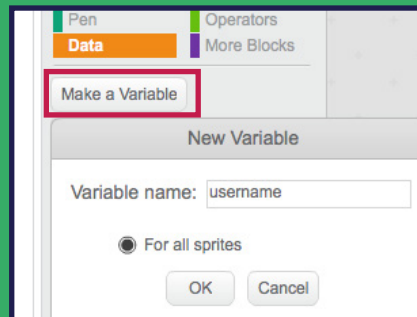 Pen Operators
Data More Blocks
Make a Variable
New Variable
Variable name: username
For all sprites
OK Cancel